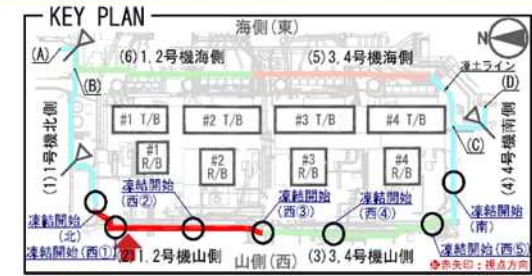 KEY PLAN
海側(東)
N
(A)
(6)1,2号機海側
(5)3,4号機海側
凍土ライン
(B)
(D)
#1 T/B
#2 T/B
#3 T/B
#4 T/B
(C)
(1)1号機北側
#1
R/B
#2
R/B
#3
R/B
#4
R/B
(4)4号機南側
凍結開始
(西②)
凍結開始
(西③)
凍結開始
(西④)
凍結開始
(北)
凍結開始
(南)
凍結開始(西①)
(2)1,2号機山側
(3)3,4号機山側
凍結開始(西⑤)
山側(西)
※赤矢印:視点方向